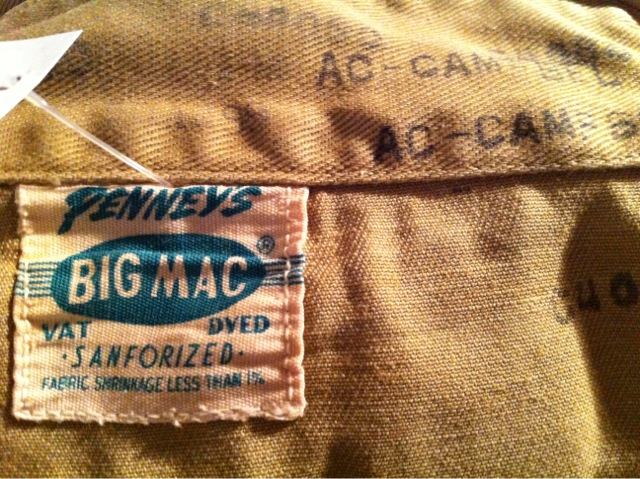 AC-CAM
AC-CAM
PENNEYS
BIG MAC®
VAT DYED
·SANFORIZED·
FABRIC SHRINKAGE LESS THAN 1%